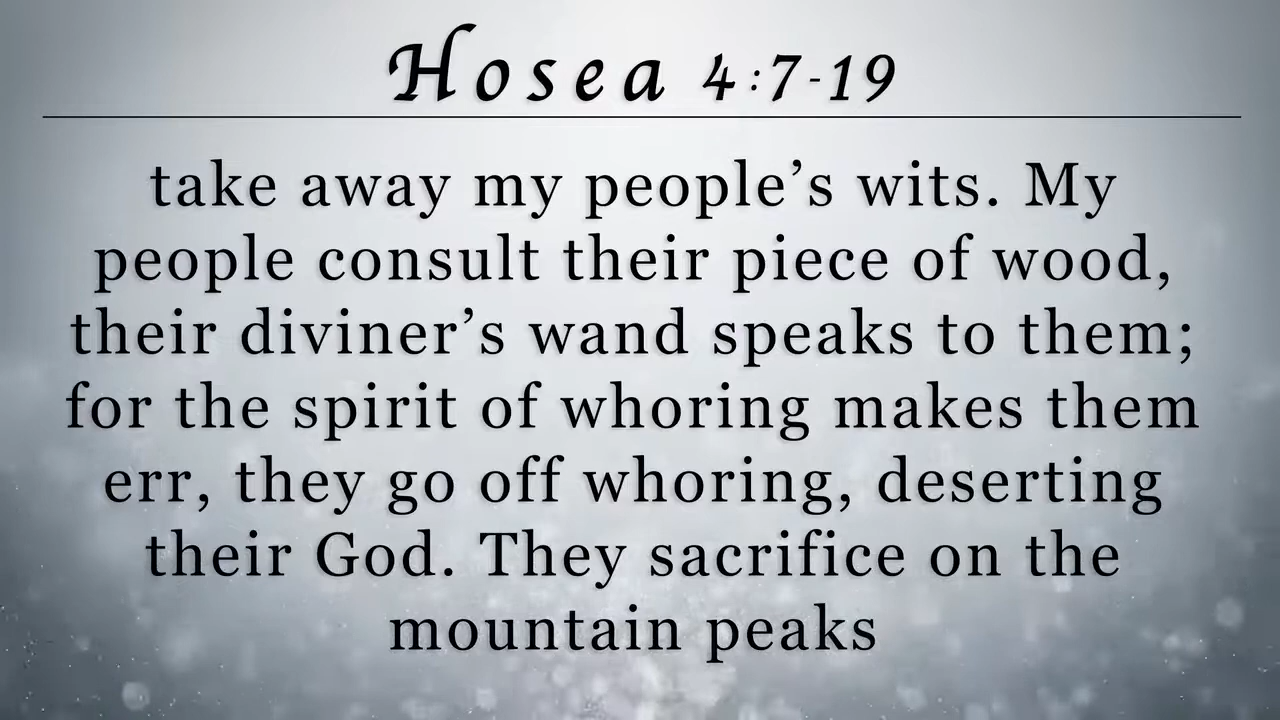 Hosea 4:7-19
take away my people’s wits. My
people consult their piece of wood,
their diviner’s wand speaks to them;
for the spirit of whoring makes them
err, they go off whoring, deserting
their God. They sacrifice on the
mountain peaks